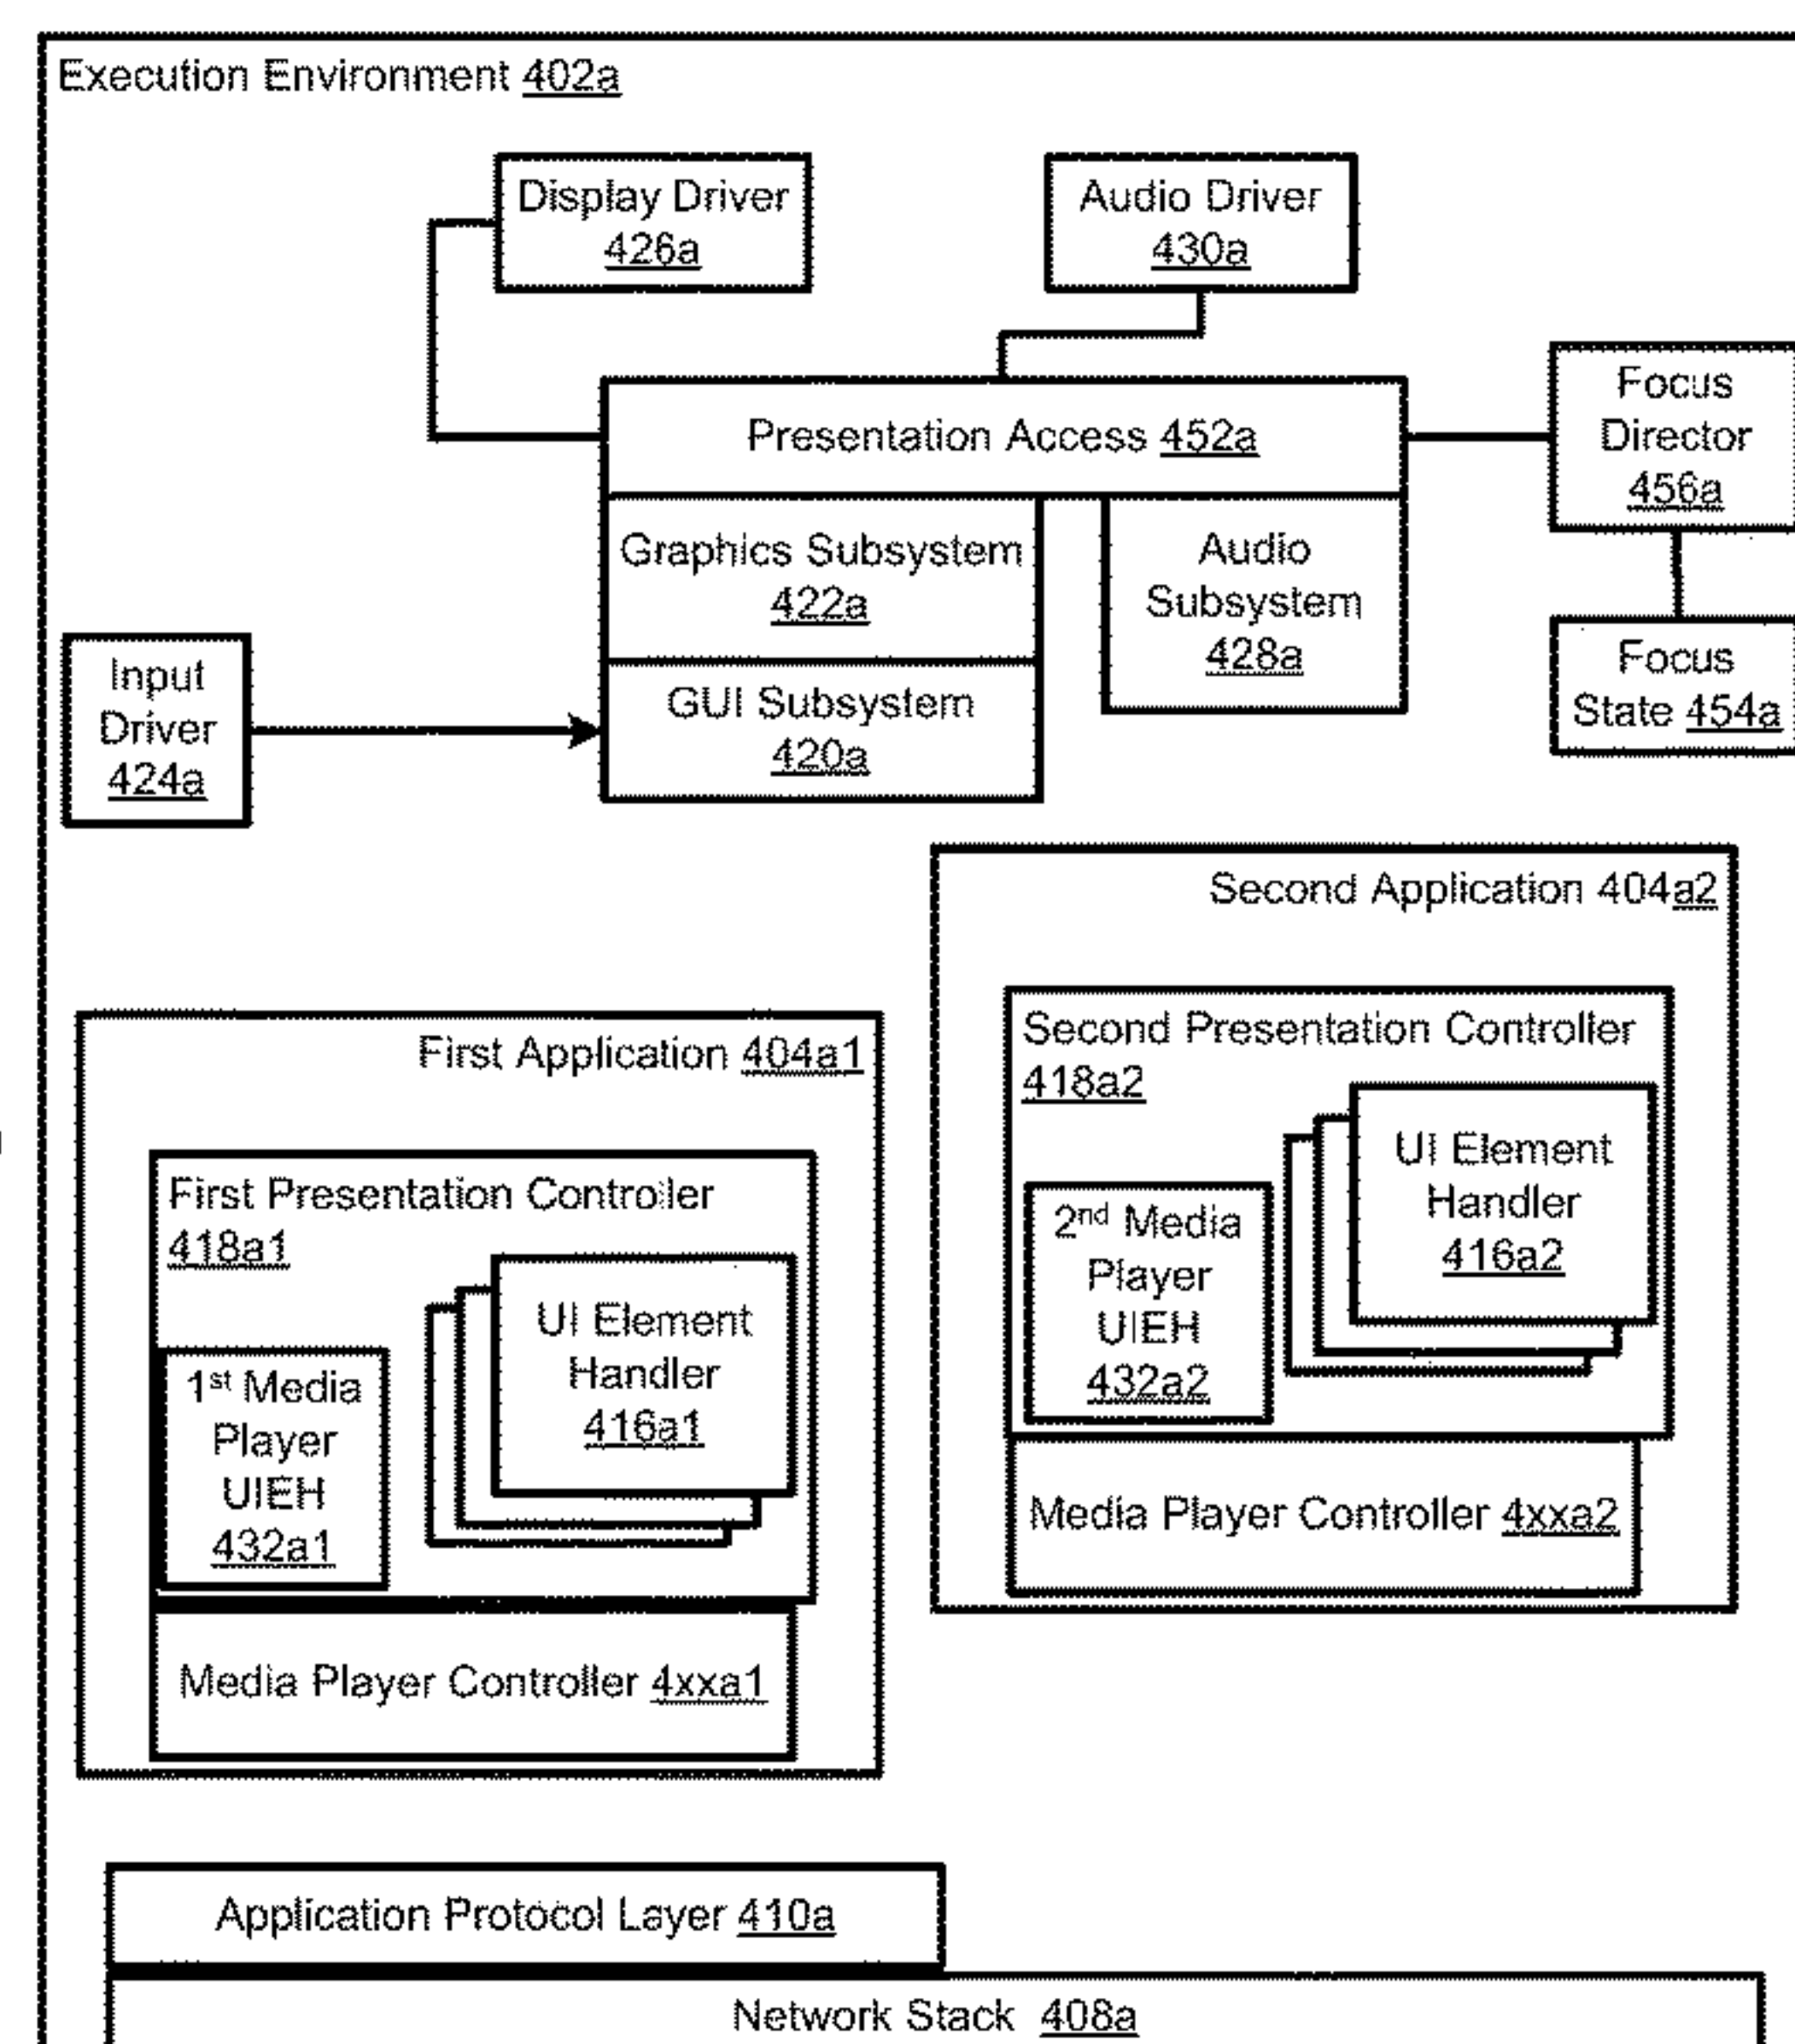 Execution Environment 402a
Display Driver
426a
Audio Driver
430a
Presentation Access 452a
Focus
Director
456a
Graphics Subsystem
422a
Audio
Subsystem
428a
Focus
State 454a
Input
Driver
424a
GUI Subsystem
420a
Second Application 404a2
Second Presentation Controller
418a2
UI Element
Handler
416a2
2nd Media
Player
UIEH
432a2
Media Player Controller 4xxa2
First Application 404a1
First Presentation Controller
418a1
UI Element
Handler
416a1
1st Media
Player
UIEH
432a1
Media Player Controller 4xxa1
Application Protocol Layer 410a
Network Stack 408a